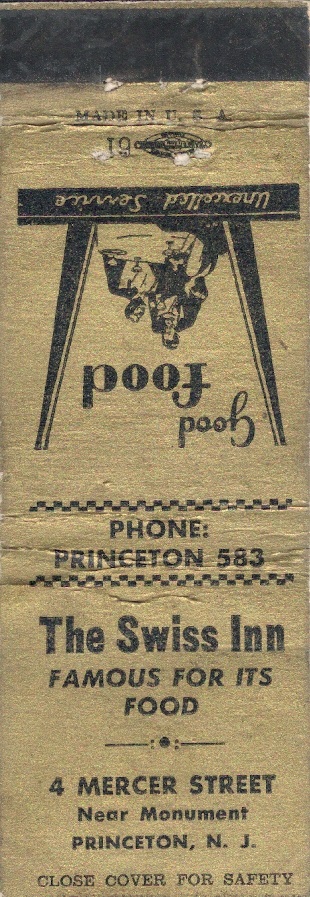 MADE IN U. S. A.
19
Unexcelled Service
Good
food
PHONE:
PRINCETON 583
The Swiss Inn
FAMOUS FOR ITS
FOOD
4 MERCER STREET
Near Monument
PRINCETON, N. J.
CLOSE COVER FOR SAFETY